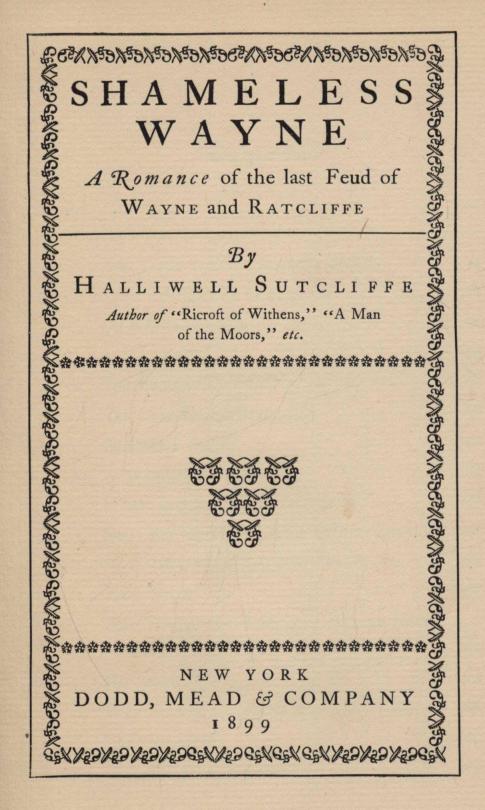 SHAMELESS
WAYNE
A Romance of the last Feud of
WAYNE and RATCLIFFE
By
HALLIWELL SUTCLIFFE
Author of “Ricroft of Withens,” “A Man
of the Moors,” etc.
NEW YORK
DODD, MEAD & COMPANY
1899